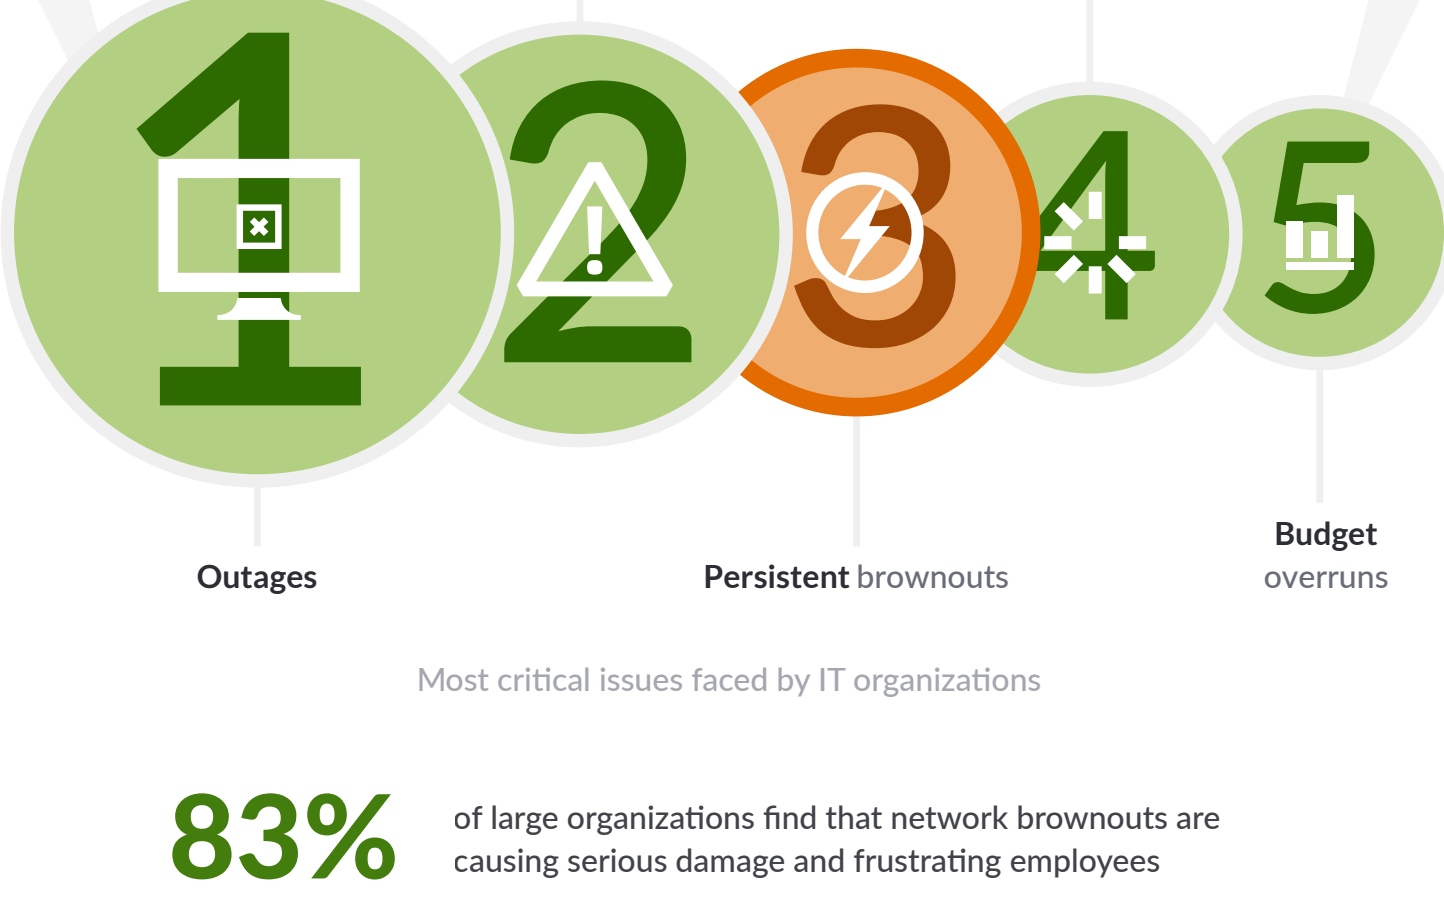 1 2 3 4 5
Budget
overruns
Outages
Persistent brownouts
Most critical issues faced by IT organizations
83%
of large organizations find that network brownouts are
causing serious damage and frustrating employees